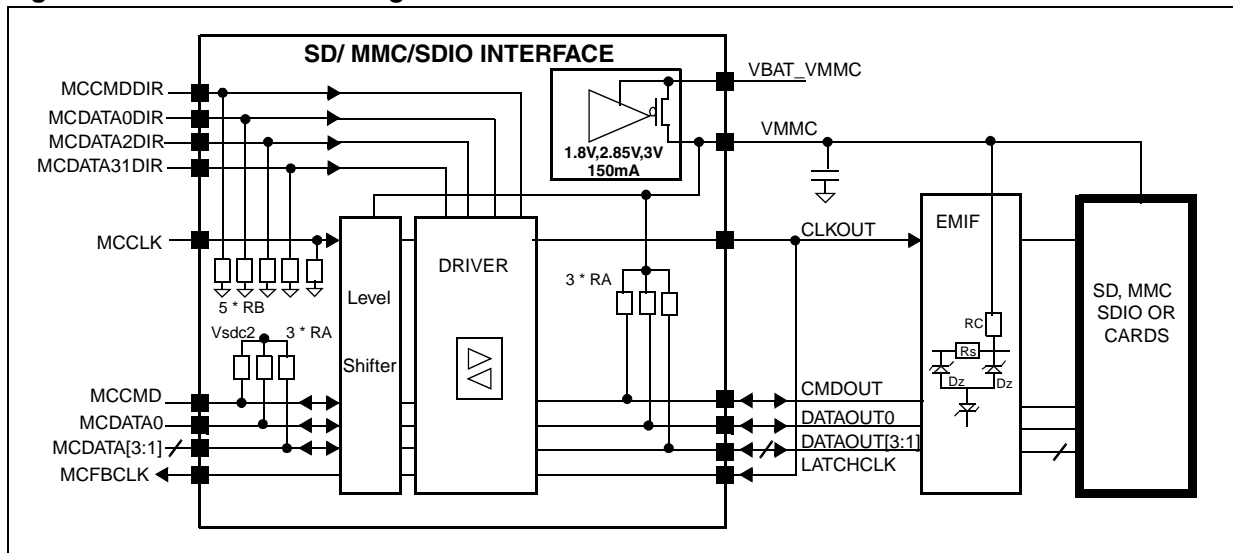 SD/ MMC/SDIO INTERFACE
MCCMDDIR
MCDATA0DIR
MCDATA2DIR
MCDATA31DIR
MCCLK
5 * RB
Vsdc2
3 * RA
MCCMD
MCDATA0
MCDATA[3:1]
MCFBCLK
Level
Shifter
DRIVER
1.8V,2.85V,3V
150mA
3 * RA
VBAT_VMMC
VMMC
CLKOUT
CMDOUT
DATAOUT0
DATAOUT[3:1]
LATCHCLK
EMIF
RC
Rs
Dz
Dz
SD, MMC
SDIO OR
CARDS